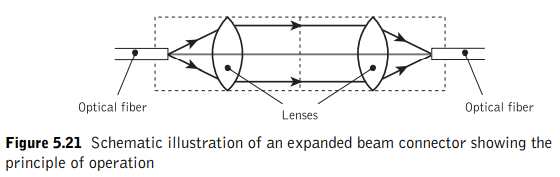 Optical fiber
Lenses
Optical fiber
Figure 5.21 Schematic illustration of an expanded beam connector showing the
principle of operation